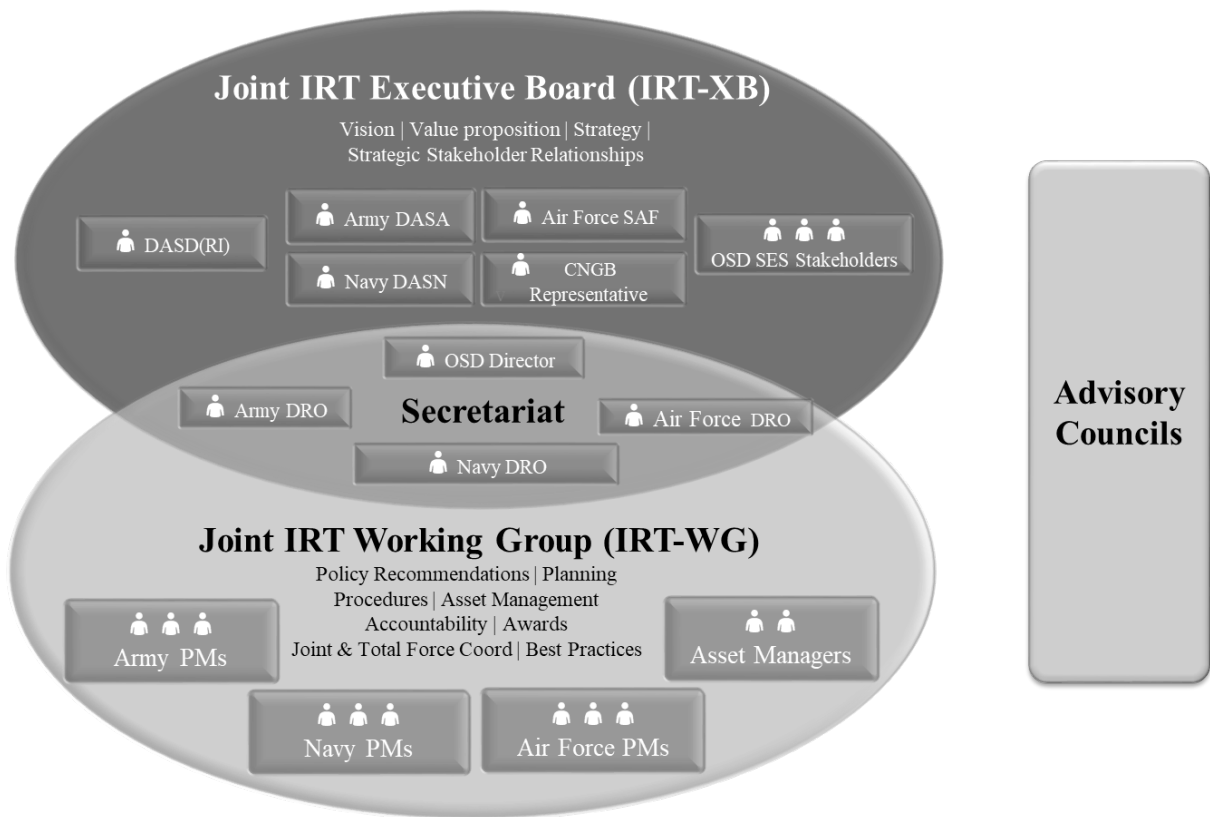 Joint IRT Executive Board (IRT-XB)
Vision | Value proposition | Strategy |
Strategic Stakeholder Relationships
DASD(RI)
Army DASA
Air Force SAF
OSD SES Stakeholders
Navy DASN
CNGB
Representative
OSD Director
Army DRO
Secretariat
Air Force DRO
Navy DRO
Joint IRT Working Group (IRT-WG)
Policy Recommendations | Planning
Procedures | Asset Management
Accountability | Awards
Joint & Total Force Coord | Best Practices
Army PMs
Asset Managers
Navy PMs
Air Force PMs
Advisory
Councils